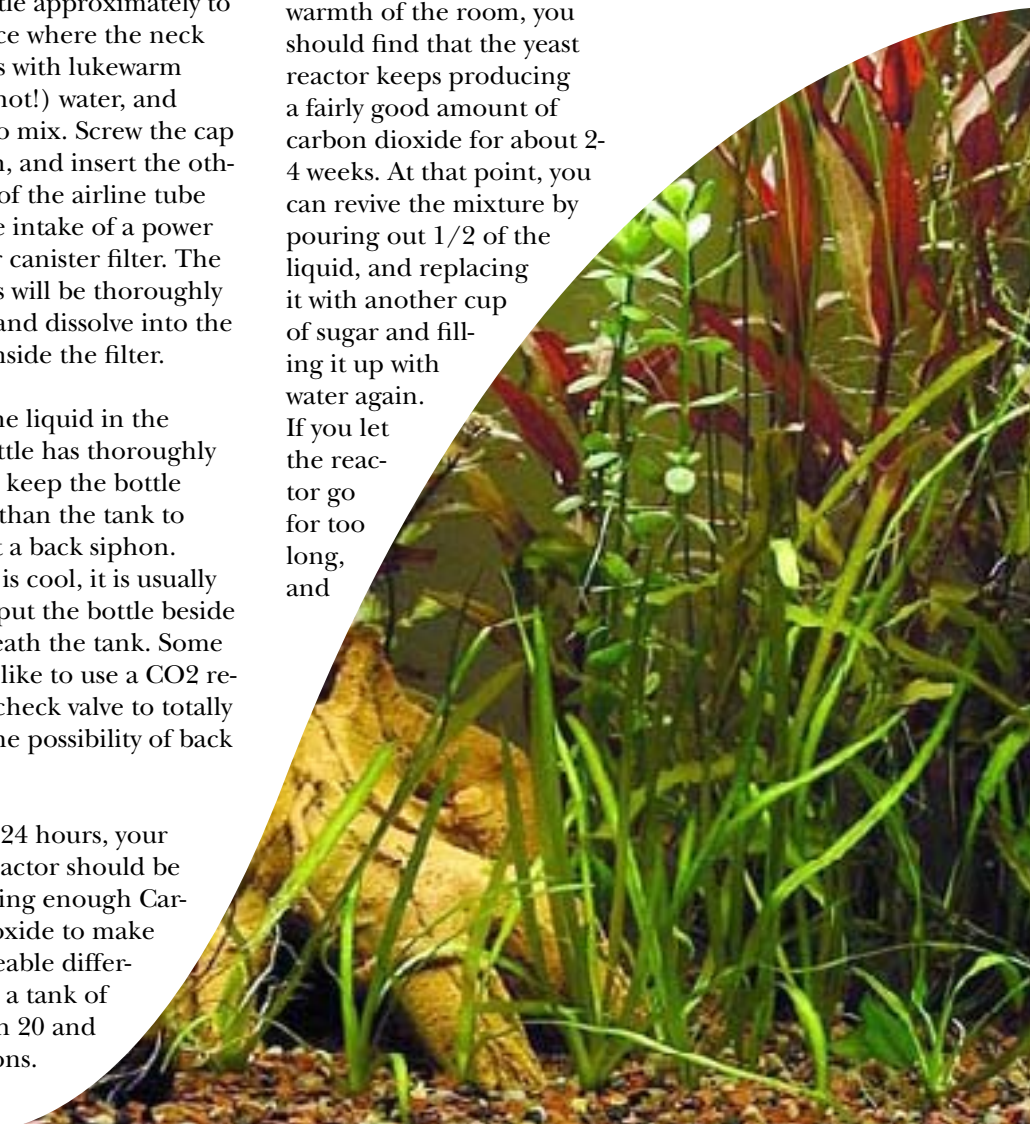 tle approximately to
ce where the neck
s with lukewarm
not!) water, and
o mix. Screw the cap
n, and insert the oth-
of the airline tube
e intake of a power
r canister filter. The
s will be thoroughly
and dissolve into the
nside the filter.
ne liquid in the
ttle has thoroughly
keep the bottle
than the tank to
t a back siphon.
is cool, it is usually
put the bottle beside
eath the tank. Some
like to use a CO2 re-
check valve to totally
he possibility of back
24 hours, your
actor should be
ing enough Car-
oxide to make
eable differ-
a tank of
n 20 and
ons.
warmth of the room, you
should find that the yeast
reactor keeps producing
a fairly good amount of
carbon dioxide for about 2-
4 weeks. At that point, you
can revive the mixture by
pouring out 1/2 of the
liquid, and replacing
it with another cup
of sugar and fill-
ing it up with
water again.
If you let
the reac-
tor go
for too
long,
and